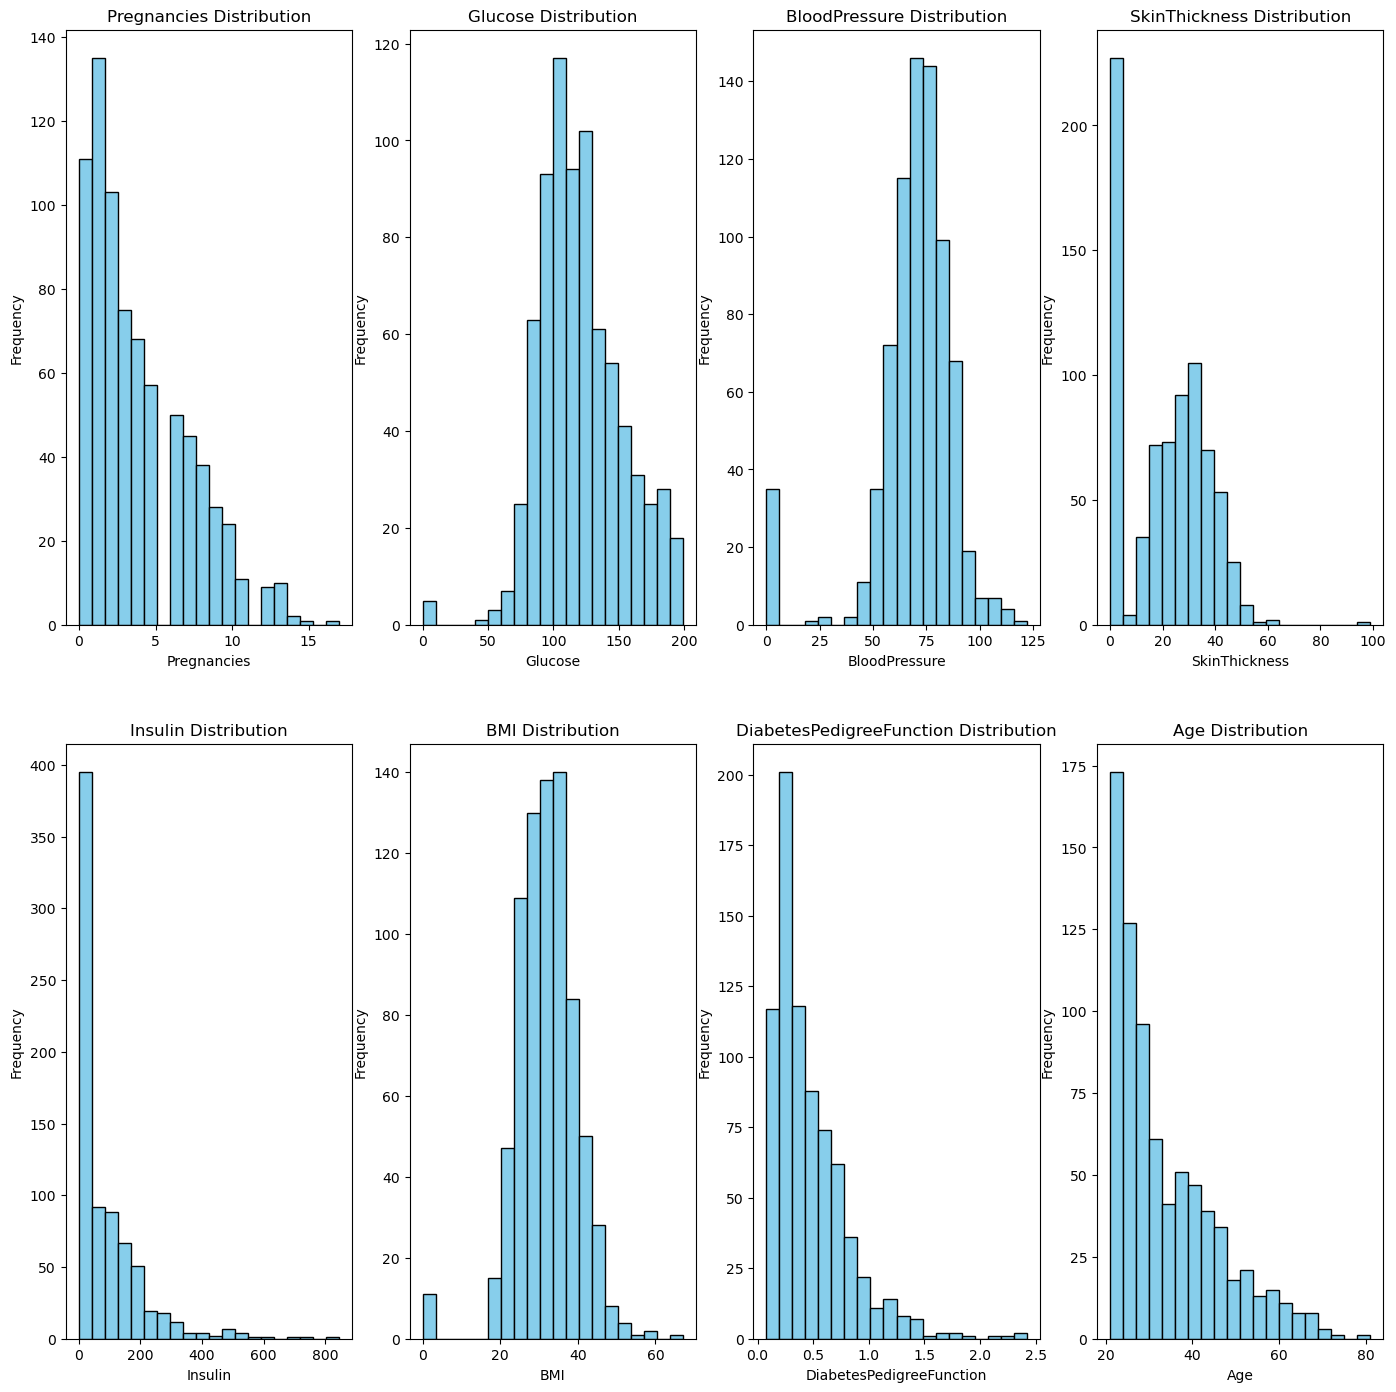 Pregnancies Distribution
Glucose Distribution
BloodPressure Distribution
SkinThickness Distribution
140
120
100
80
60
40
20
0
Frequency
0 5 10 15
Pregnancies
120
100
80
60
40
20
0
Frequency
0 50 100 150 200
Glucose
140
120
100
80
60
40
20
0
Frequency
0 25 50 75 100 125
BloodPressure
200
150
100
50
0
Frequency
0 20 40 60 80 100
SkinThickness
Insulin Distribution
BMI Distribution
DiabetesPedigreeFunction Distribution
Age Distribution
400
350
300
250
200
150
100
50
0
Frequency
0 200 400 600 800
Insulin
140
120
100
80
60
40
20
0
Frequency
0 20 40 60
BMI
200
175
150
125
100
75
50
25
0
Frequency
0.0 0.5 1.0 1.5 2.0 2.5
DiabetesPedigreeFunction
175
150
125
100
75
50
25
0
Frequency
20 40 60 80
Age